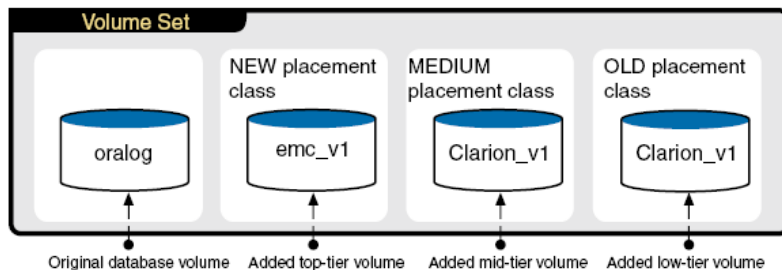 Volume Set
NEW placement
class
MEDIUM
placement class
OLD placement
class
oralog
emc_v1
Clarion_v1
Clarion_v1
Original database volume
Added top-tier volume
Added mid-tier volume
Added low-tier volume